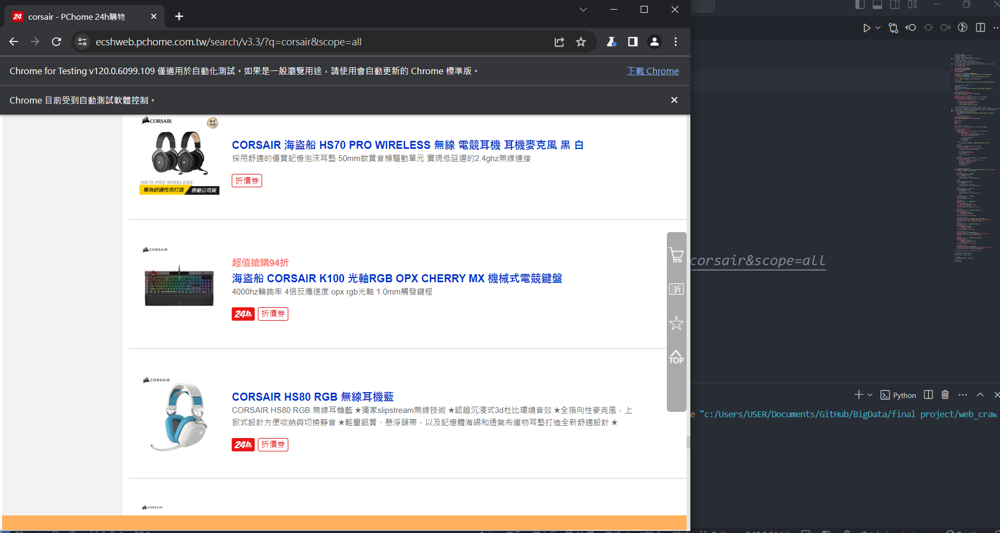 24 corsair - PChome 24h購物
ecshweb.pchome.com.tw/search/v3.3/?q=corsair&scope=all
Chrome for Testing v120.0.6099.109 僅適用於自動化測試。如果是一般瀏覽用途，請使用會自動更新的 Chrome 標準版。
下載 Chrome
Chrome 目前受到自動測試軟體控制。
CORSAIR
HS70 PRO WIRELESS
專為舒適性而打造 原廠公司貨
CORSAIR 海盜船 HS70 PRO WIRELESS 無線 電競耳機 耳機麥克風 黑 白
採用舒適的優質記憶泡沫耳墊 50mm釹質音頻驅動單元 實現低延遲的2.4ghz無線連接
折價券
CORSAIR
超值搶購94折
海盜船 CORSAIR K100 光軸RGB OPX CHERRY MX 機械式電競鍵盤
4000hz輪詢率 4倍反應速度 opx rgb光軸 1.0mm觸發鍵程
24h 折價券
CORSAIR
CORSAIR HS80 RGB 無線耳機藍
CORSAIR HS80 RGB 無線耳機藍 ★獨家slipstream無線技術 ★認證沉浸式3d杜比環繞音效 ★全指向性麥克風，上
掀式設計方便收納與切換靜音 ★輕量鋁質、懸浮頭帶，以及記憶體海綿和透氣布纖物耳墊打造全新舒適設計 ★
24h 折價券
CORSAIR
折
TOP
corsair&scope=all
Python
e "c:/Users/USER/Documents/GitHub/BigData/final project/web_craw